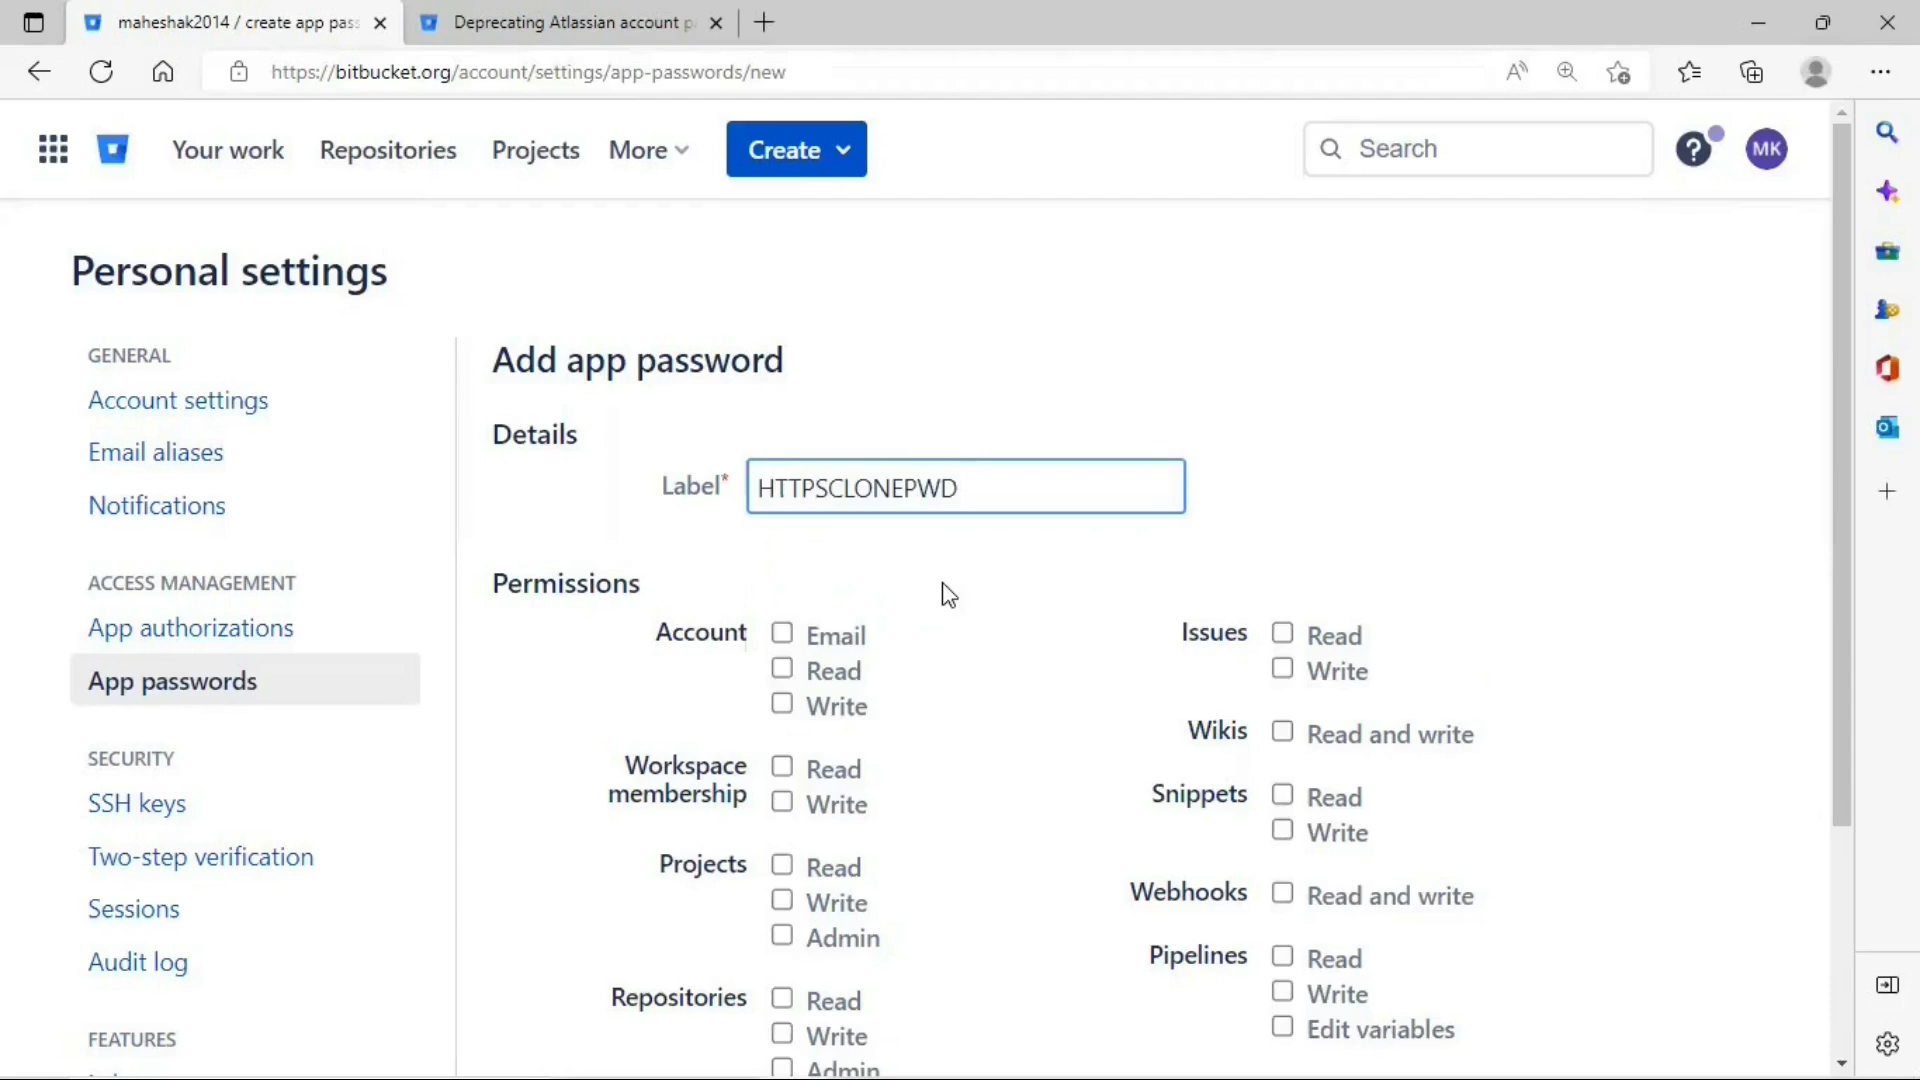 maheshak2014 / create app pass
Deprecating Atlassian account p
https://bitbucket.org/account/settings/app-passwords/new
Your work
Repositories
Projects
More
Create
Search
MK
Personal settings
GENERAL
Account settings
Email aliases
Notifications
ACCESS MANAGEMENT
App authorizations
App passwords
SECURITY
SSH keys
Two-step verification
Sessions
Audit log
FEATURES
Add app password
Details
Label* HTTPSCLONEPWD
Permissions
Account
Email
Read
Write
Workspace
membership
Read
Write
Projects
Read
Write
Admin
Repositories
Read
Write
Admin
Issues
Read
Write
Wikis
Read and write
Snippets
Read
Write
Webhooks
Read and write
Pipelines
Read
Write
Edit variables